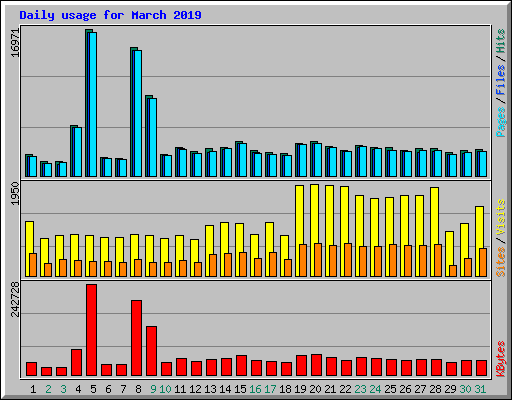 Daily usage for March 2019
16971
Pages / Files / Hits
1950
Sites / Visits
242728
KBytes
1 2 3 4 5 6 7 8 9 10 11 12 13 14 15 16 17 18 19 20 21 22 23 24 25 26 27 28 29 30 31